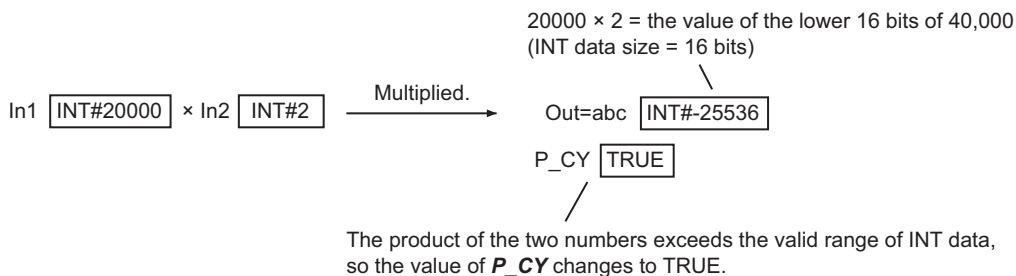 20000 × 2 = the value of the lower 16 bits of 40,000
(INT data size = 16 bits)
In1 INT#20000 × In2 INT#2 Multiplied. Out=abc INT#-25536
P_CY TRUE
The product of the two numbers exceeds the valid range of INT data,
so the value of P_CY changes to TRUE.